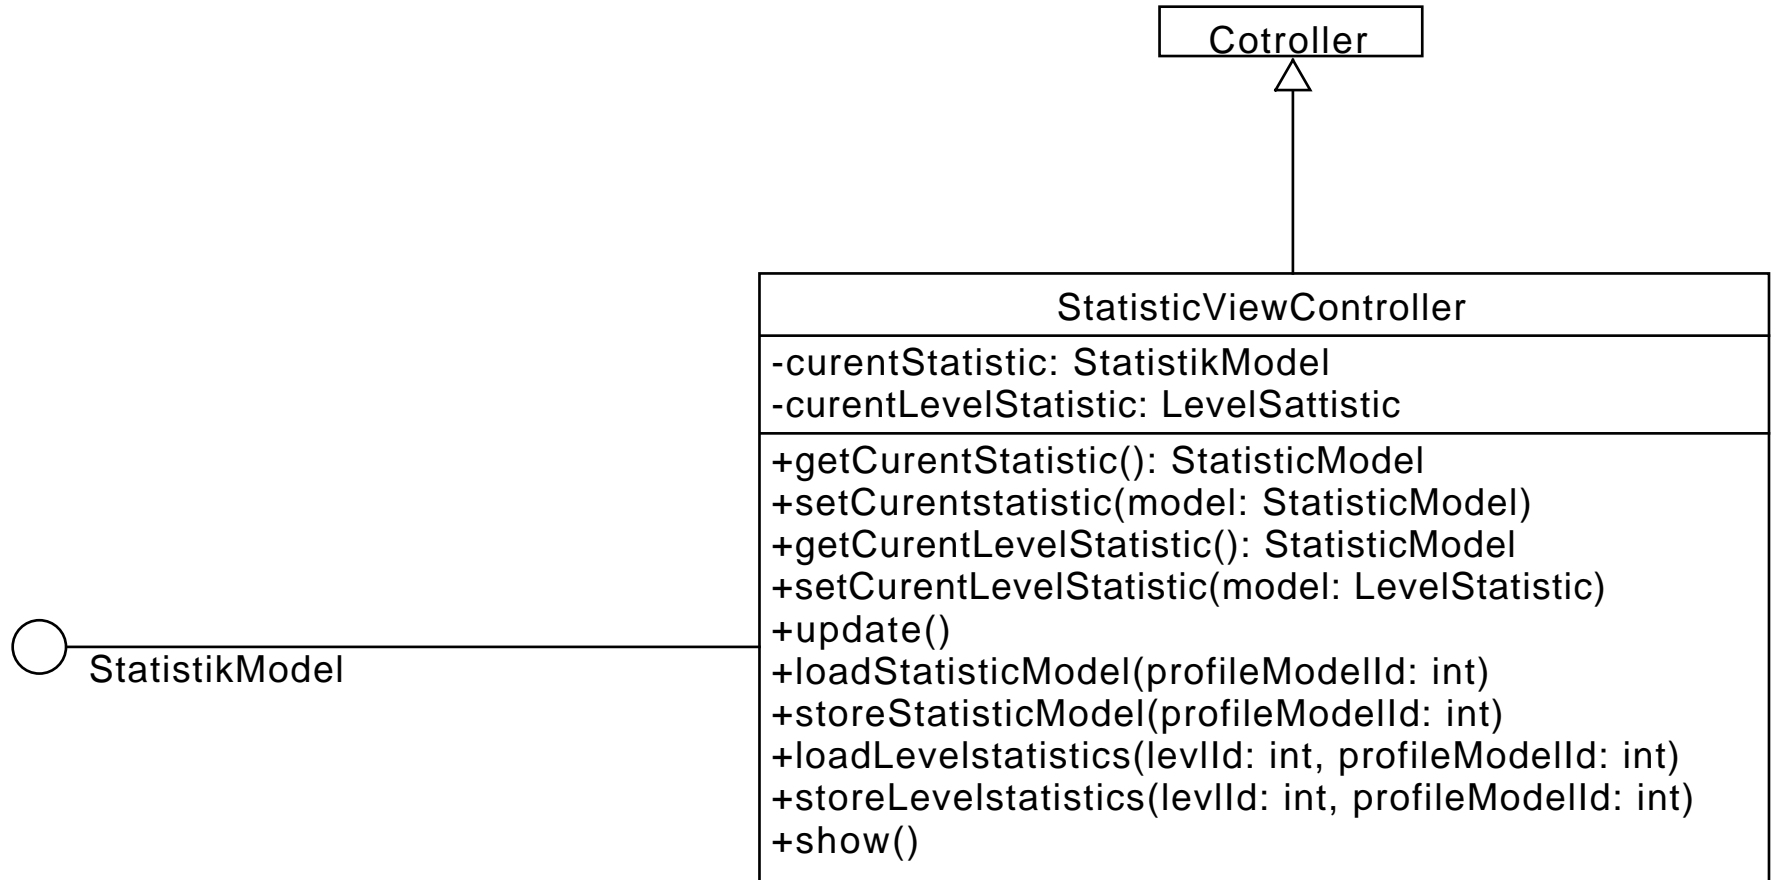 Cotroller
StatisticViewController
-curentStatistic: StatistikModel
-curentLevelStatistic: LevelSattistic
+getCurentStatistic(): StatisticModel
+setCurentstatistic(model: StatisticModel)
+getCurentLevelStatistic(): StatisticModel
+setCurentLevelStatistic(model: LevelStatistic)
+update()
StatistikModel
+loadStatisticModel(profileModelId: int)
+storeStatisticModel(profileModelId: int)
+loadLevelstatistics(levlId: int, profileModelId: int)
+storeLevelstatistics(levlId: int, profileModelId: int)
+show()